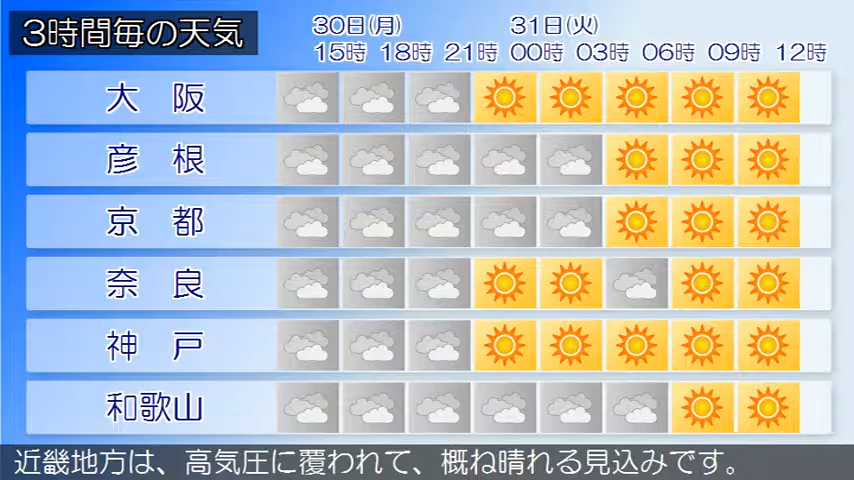 3時間毎の天気
30日(月) 31日(火)
15時 18時 21時 00時 03時 06時 09時 12時
大阪
彦根
京都
奈良
神戸
和歌山
近畿地方は、高気圧に覆われて、概ね晴れる見込みです。